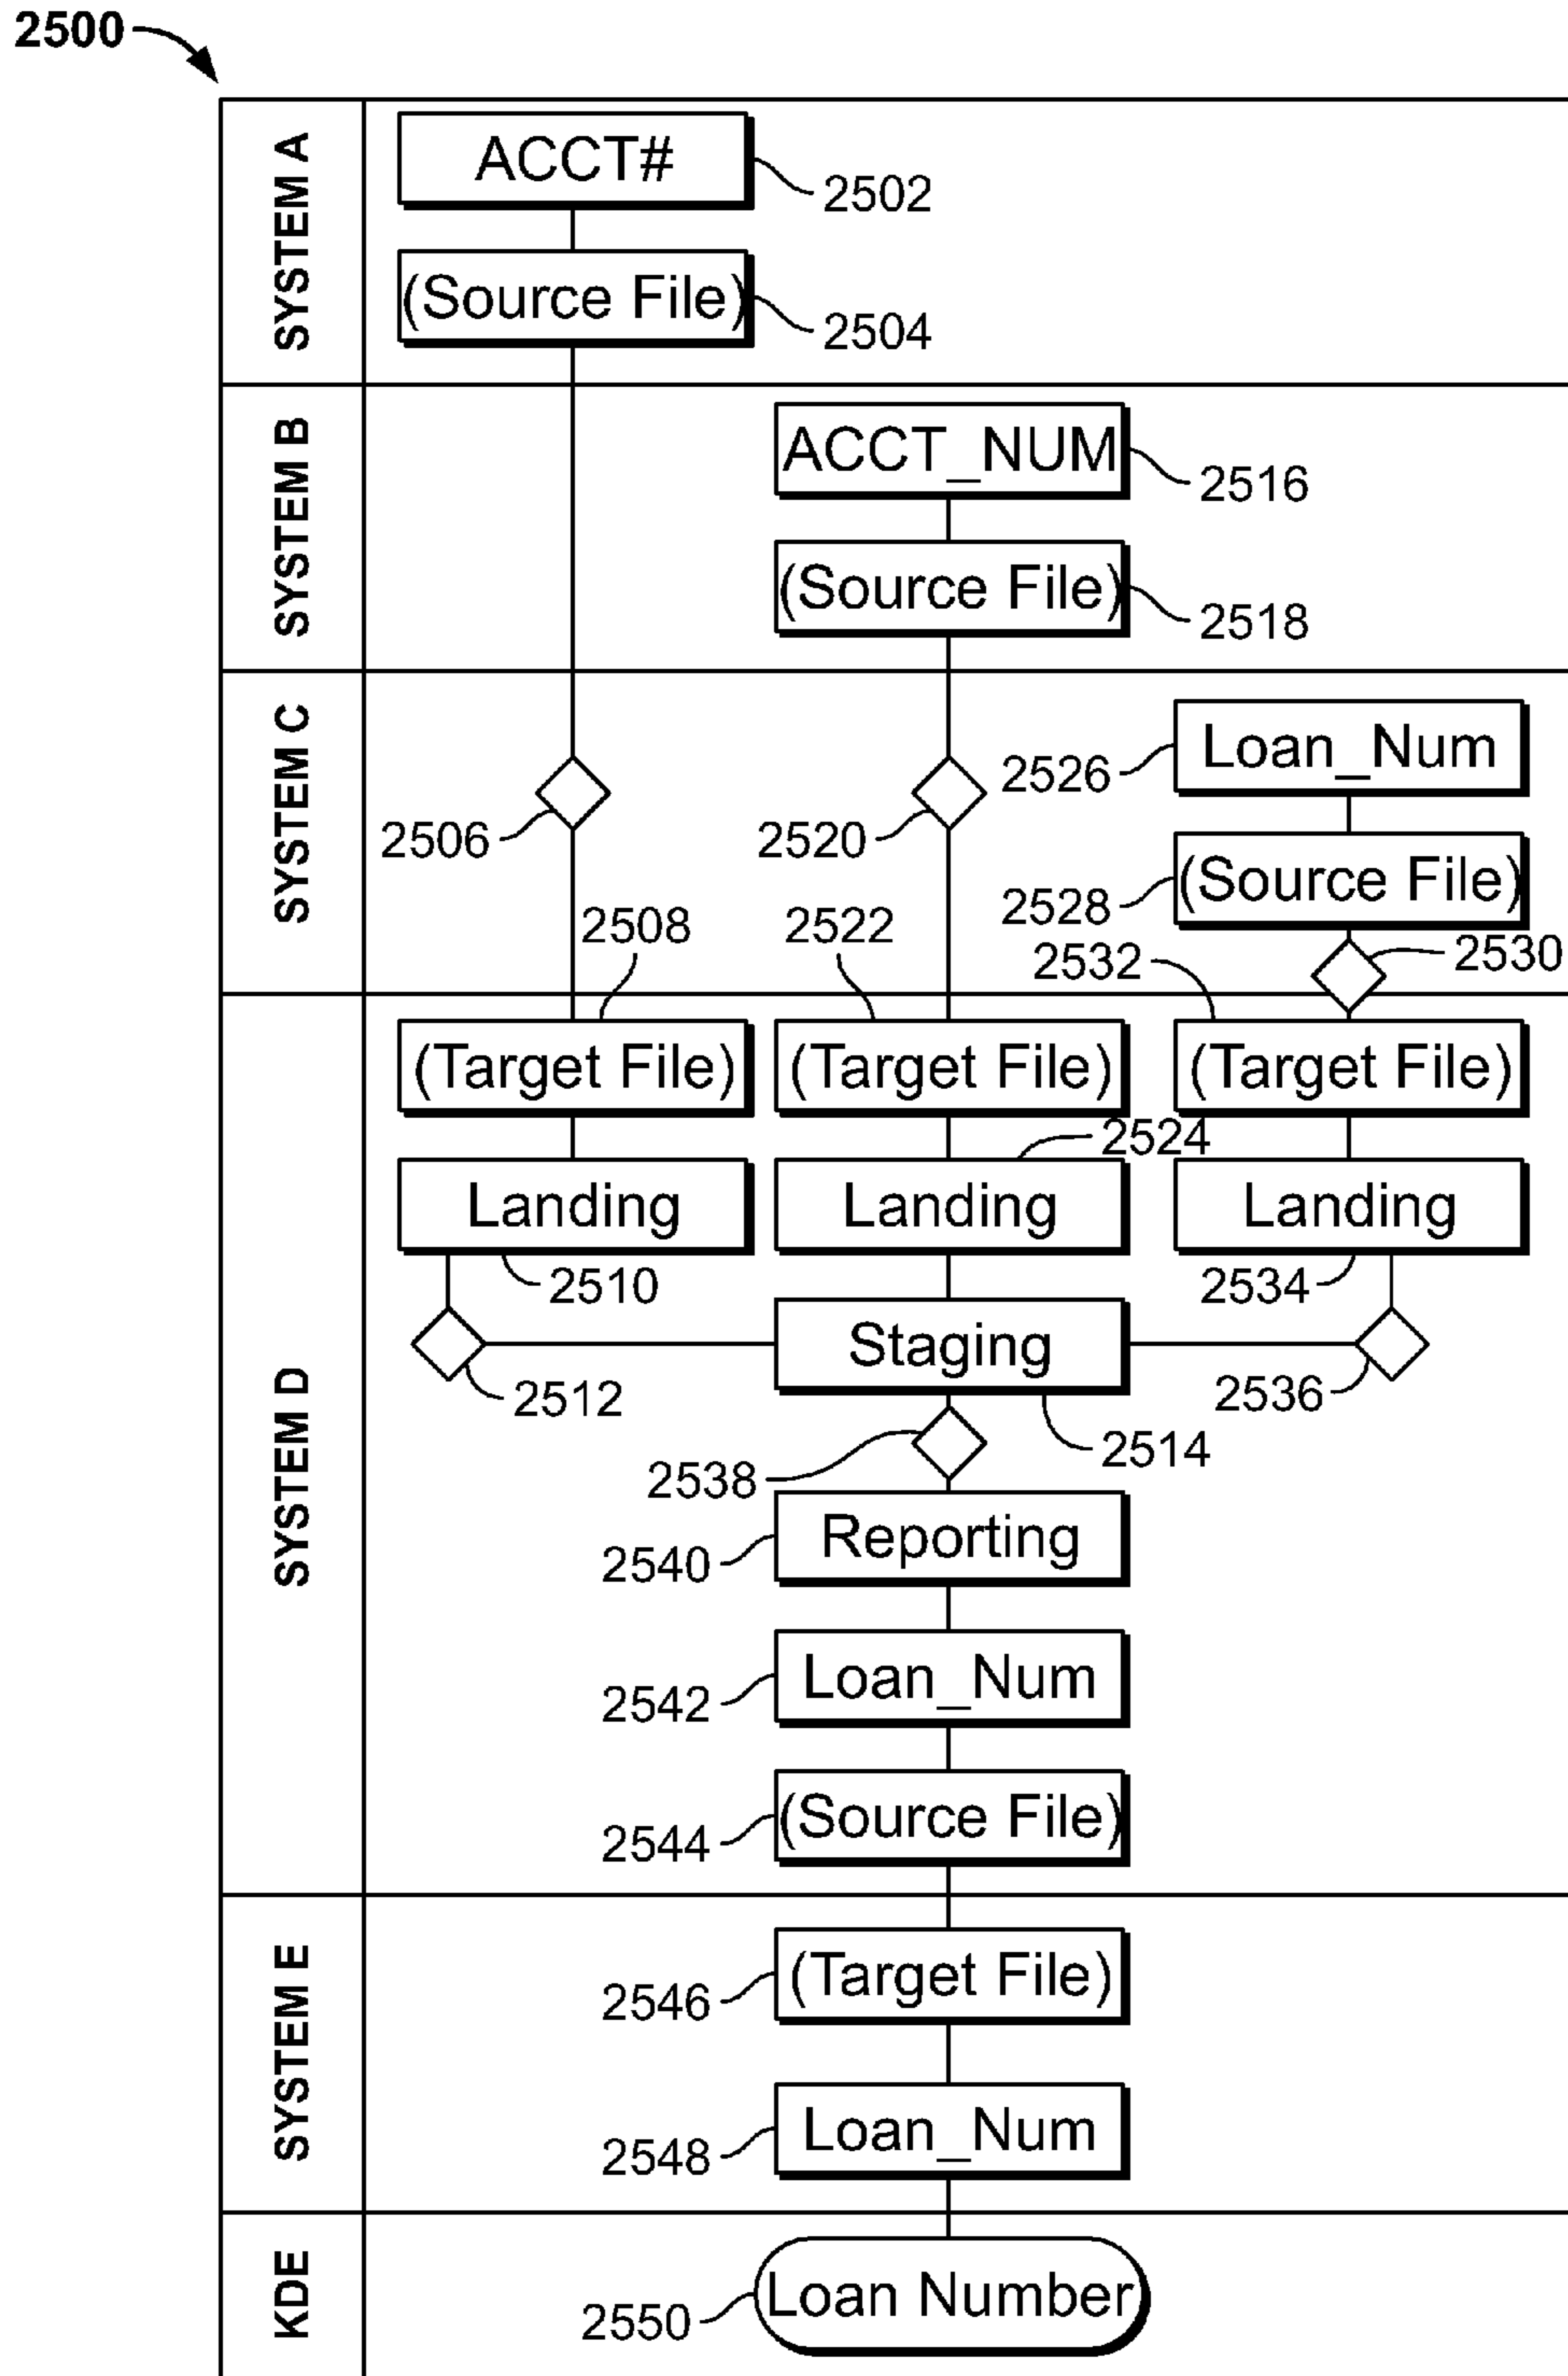 2500
SYSTEM A
ACCT#
2502
(Source File)
2504
SYSTEM B
ACCT_NUM
2516
(Source File)
2518
SYSTEM C
Loan_Num
2526
2506
2520
(Source File)
2528
2508
2522
2532
2530
SYSTEM D
(Target File)
(Target File)
(Target File)
2524
Landing
Landing
Landing
2510
2534
Staging
2512
2536
2514
2538
Reporting
2540
Loan_Num
2542
(Source File)
2544
SYSTEM E
(Target File)
2546
Loan_Num
2548
KDE
Loan Number
2550